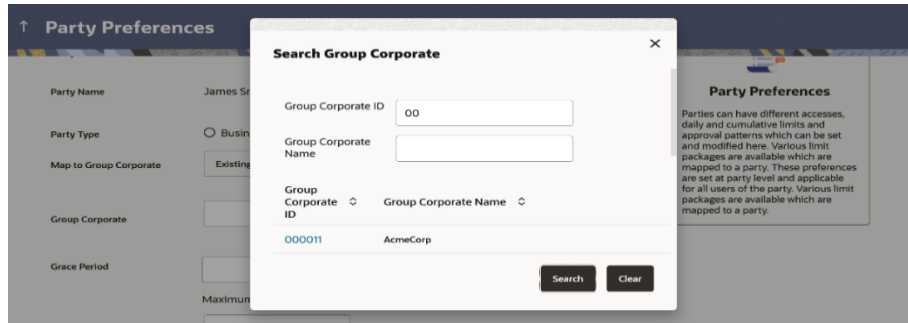 ↑ Party Preferences
Search Group Corporate
×
Party Name
James Sr
Party Type
Busin
Map to Group Corporate
Existing
Group Corporate
Grace Period
Maximum
Group Corporate ID
00
Group Corporate
Name
Group
Corporate
ID
Group Corporate Name
000011
AcmeCorp
Search
Clear
Party Preferences
Parties can have different accesses,
daily and cumulative limits and
approval patterns which can be set
and modified here. Various limit
packages are available which are
mapped to a party. These preferences
are set at party level and applicable
for all users of the party. Various limit
packages are available which are
mapped to a party.